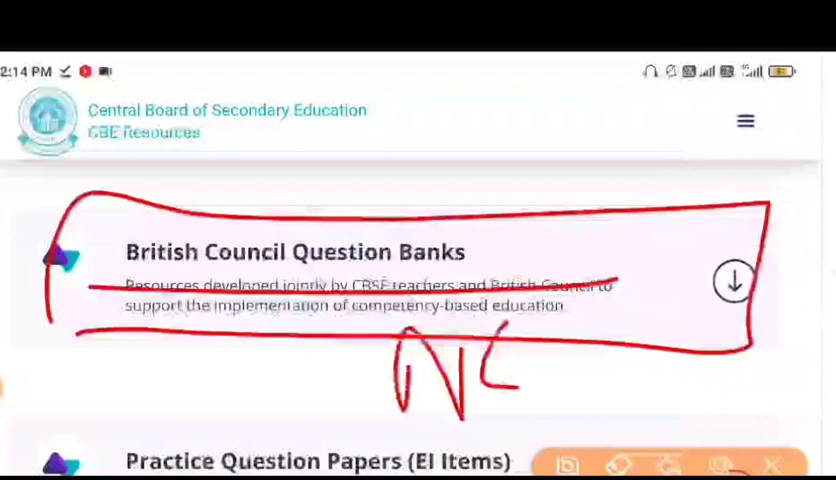 2:14 PM
Central Board of Secondary Education
CBE Resources
British Council Question Banks
Resources developed jointly by CBSE teachers and British Council to
support the implementation of competency-based education
Practice Question Papers (EI Items)